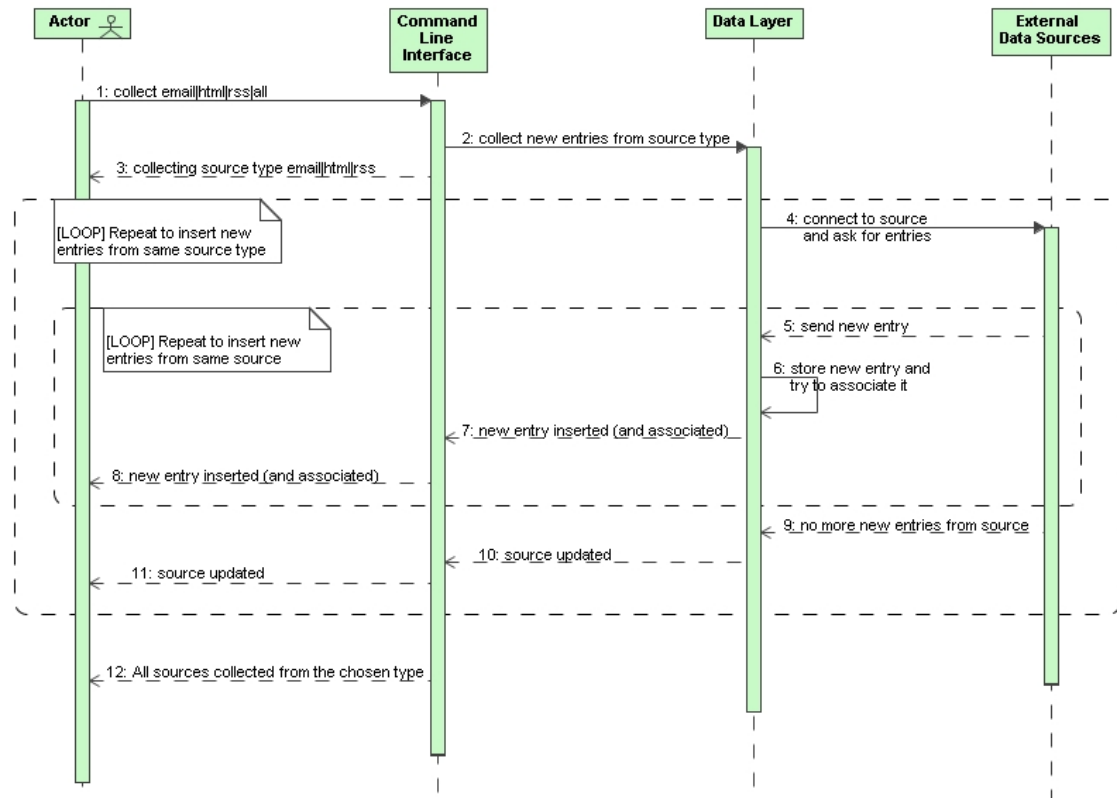 Actor
Command
Line
Interface
Data Layer
External
Data Sources
1: collect email|html|rss|all
2: collect new entries from source type
3: collecting source type email|html|rss
[LOOP] Repeat to insert new
entries from same source type
4: connect to source
and ask for entries
[LOOP] Repeat to insert new
entries from same source
5: send new entry
6: store new entry and
try to associate it
7: new entry inserted (and associated)
8: new entry inserted (and associated)
9: no more new entries from source
10: source updated
11: source updated
12: All sources collected from the chosen type